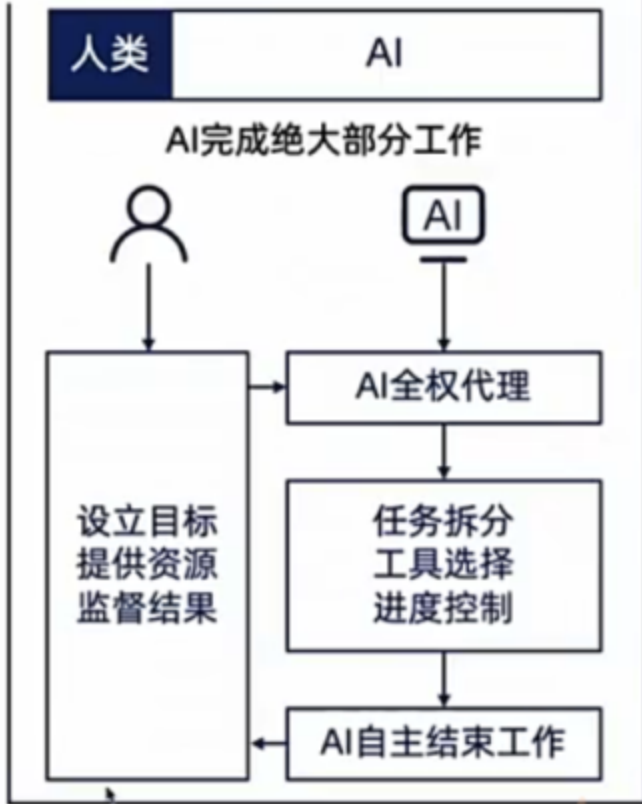 人类
AI
AI完成绝大部分工作
AI
AI全权代理
设立目标
提供资源
监督结果
任务拆分
工具选择
进度控制
AI自主结束工作